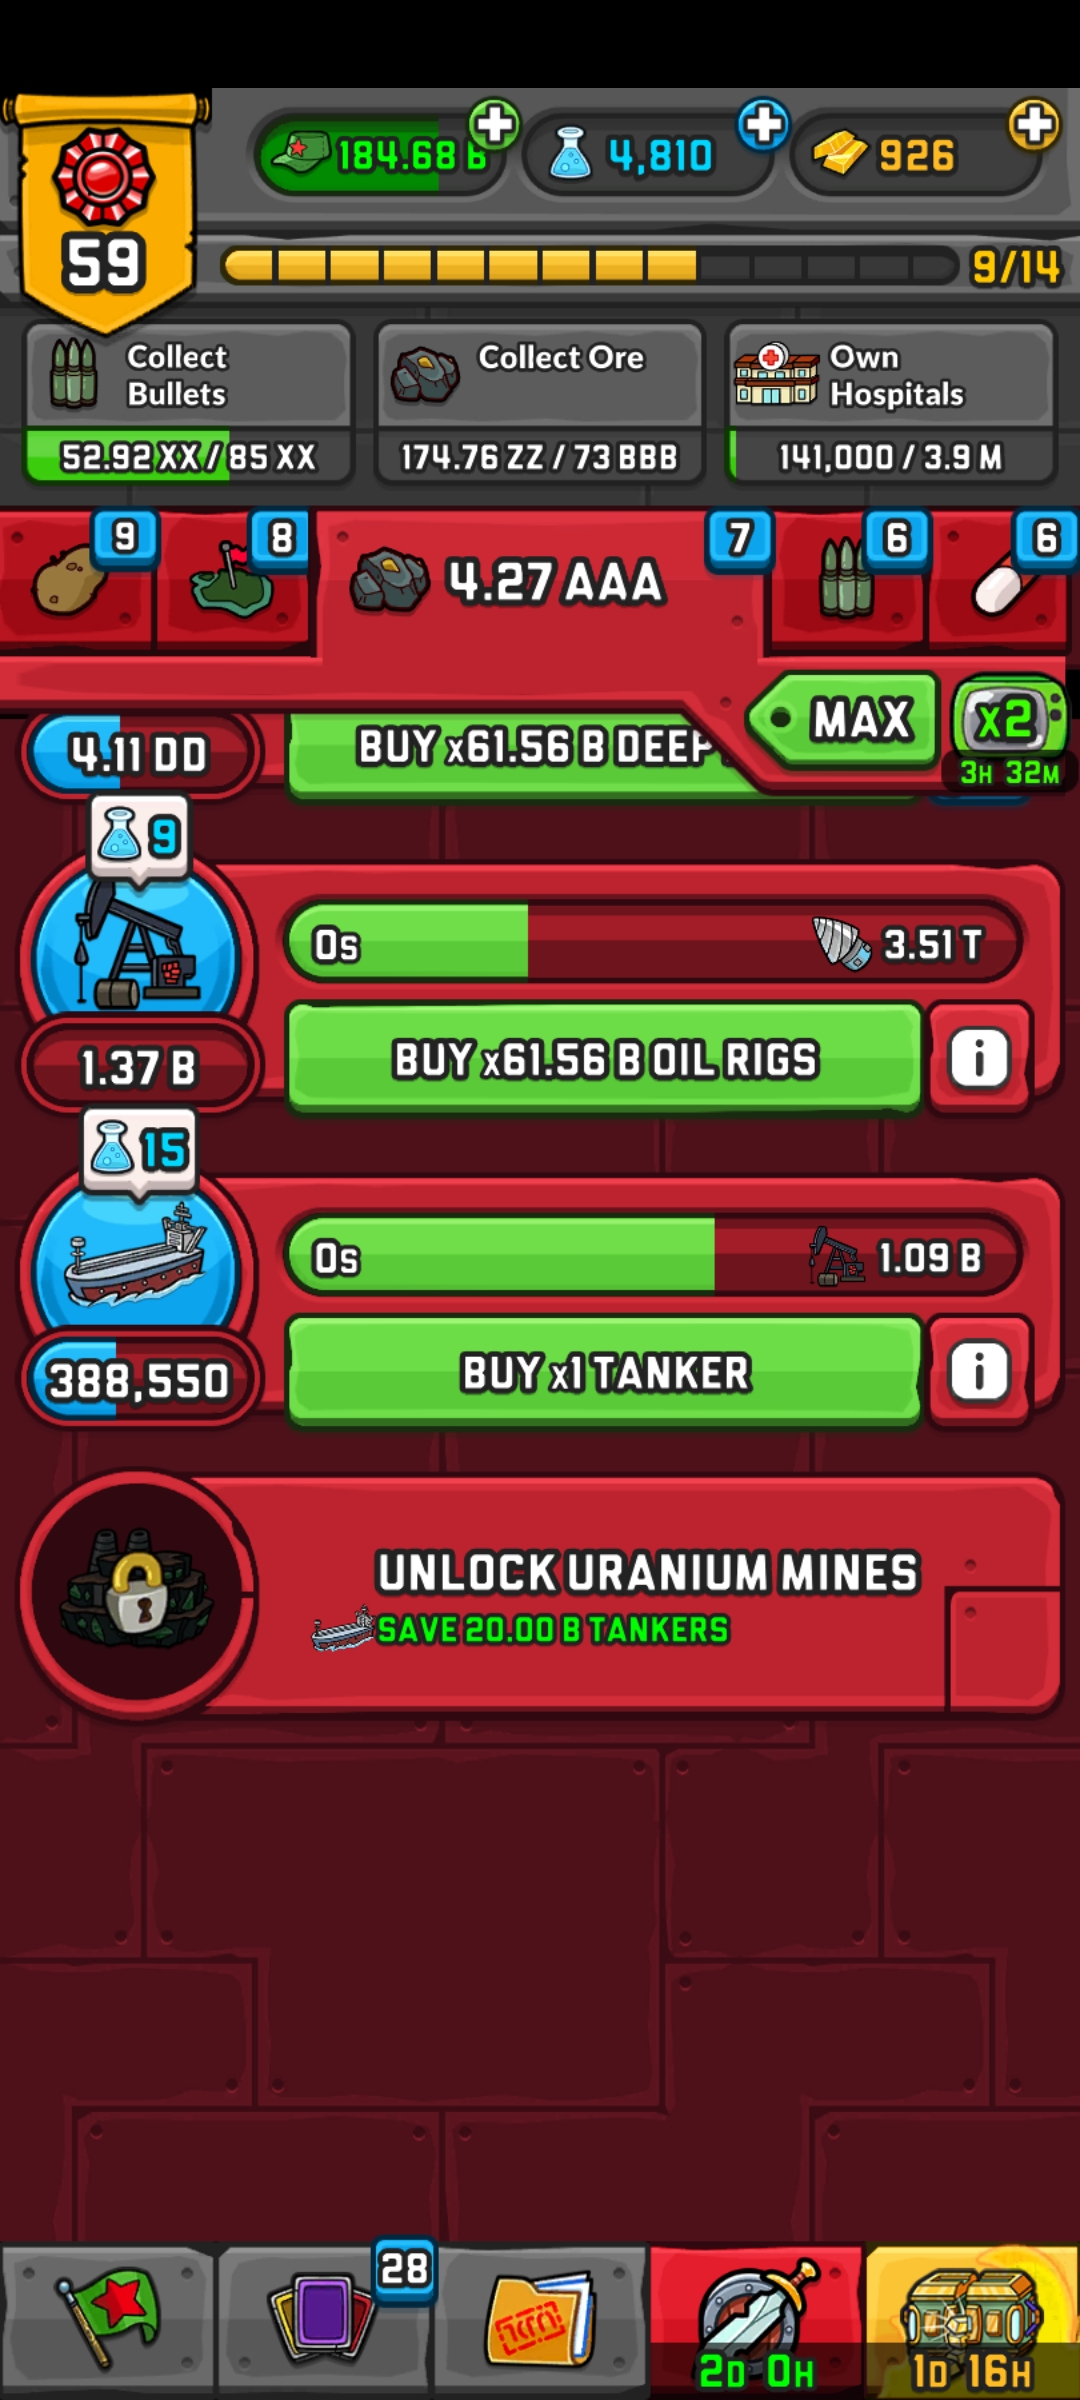 59
184.68 B
4,810
926
9/14
Collect
Bullets
52.92 XX / 85 XX
Collect Ore
174.76 ZZ / 73 BBB
Own
Hospitals
141,000 / 3.9 M
9
8
4.27 AAA
7
6
6
MAX
x2
3H 32M
4.11 DD
BUY x61.56 B DEEP
9
0s
3.51 T
1.37 B
BUY x61.56 B OIL RIGS
i
15
0s
1.09 B
388,550
BUY x1 TANKER
i
UNLOCK URANIUM MINES
SAVE 20.00 B TANKERS
28
2D 0H
1D 16H